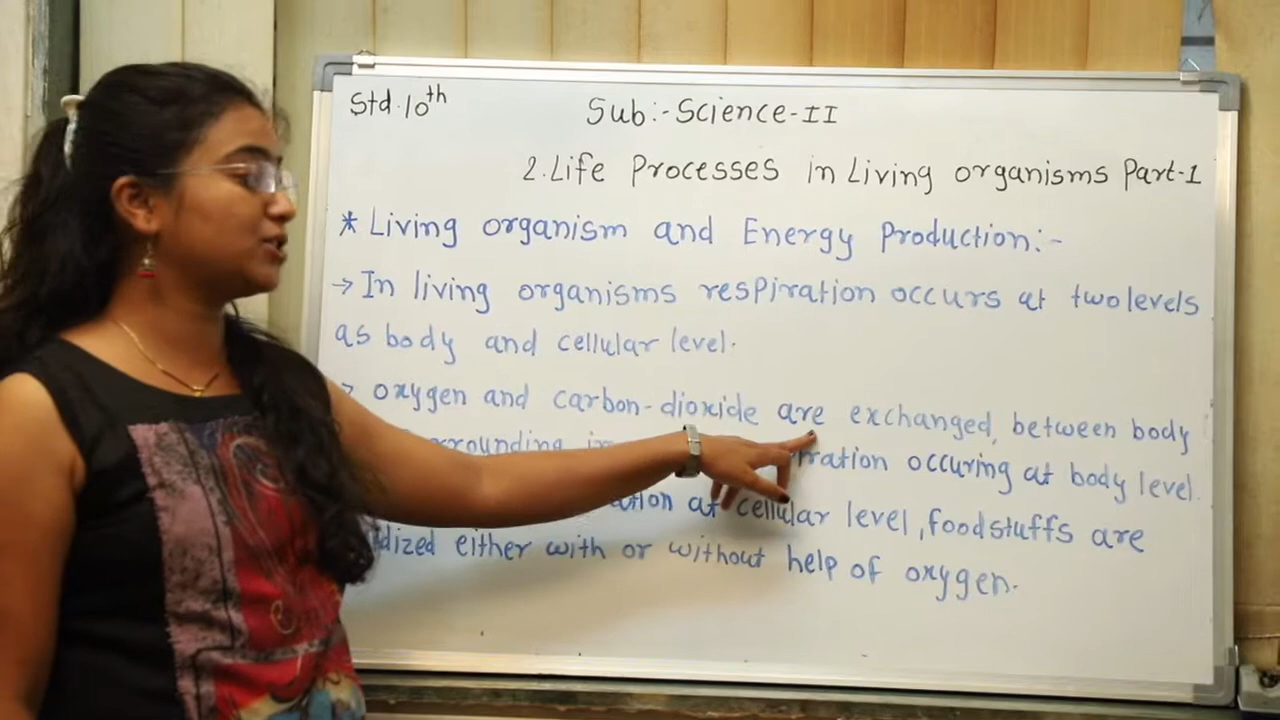 Std.10th
Sub:-Science-II
2.Life Processes in Living organisms Part-1
* Living organism and Energy Production:-
→ In living organisms respiration occurs at two levels
as body and cellular level.
→ oxygen and carbon-dioxide are exchanged, between body
occuring at body level.
at cellular level, foodstuffs are
either with or without help of oxygen.